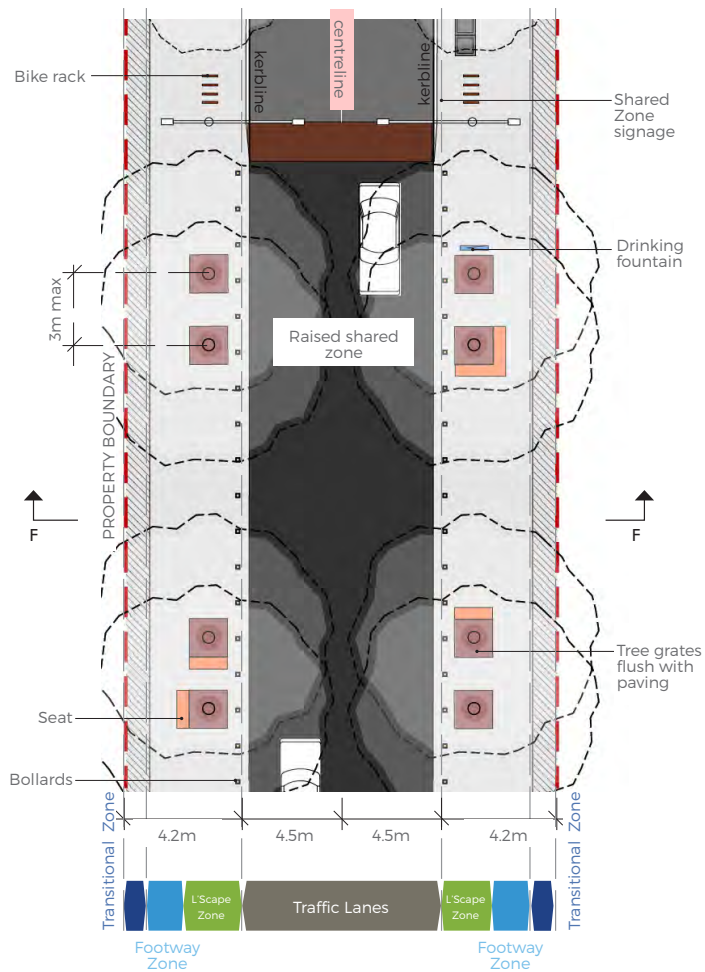 kerbline
centreline
kerbline
Bike rack
Shared
Zone
signage
Drinking
fountain
3m max
Raised shared
zone
PROPERTY BOUNDARY
F
F
Tree grates
flush with
paving
Seat
Bollards
Transitional Zone
4.2m
4.5m
4.5m
4.2m
Transitional Zone
L'Scape
Zone
Traffic Lanes
L'Scape
Zone
Footway
Zone
Footway
Zone